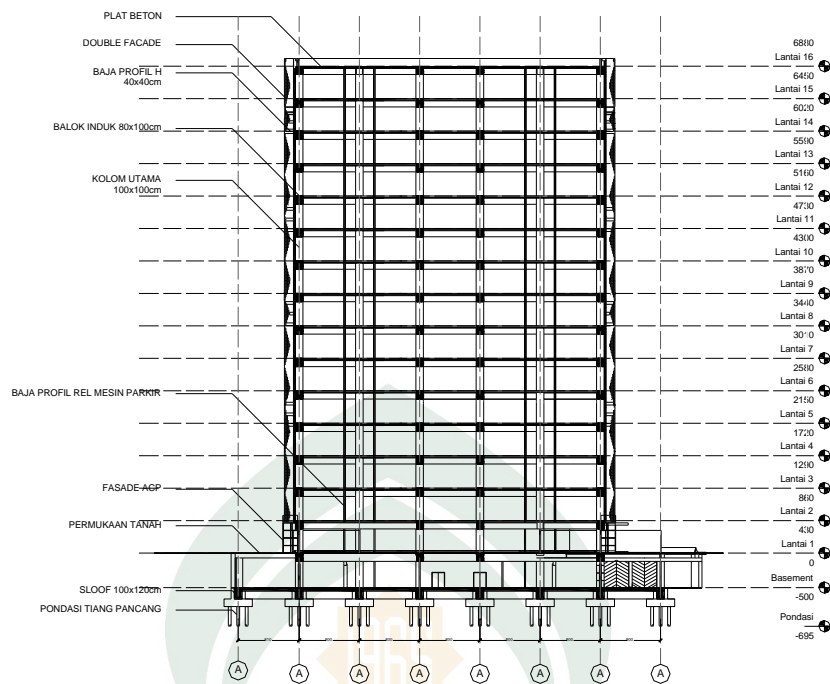 PLAT BETON
DOUBLE FACADE
BAJA PROFIL H
40x40cm
BALOK INDUK 80x100cm
KOLOM UTAMA
100x100cm
BAJA PROFIL REL MESIN PARKIR
FASADE ACP
PERMUKAAN TANAH
SLOOF 100x120cm
PONDASI TIANG PANCANG
6880
Lantai 16
6450
Lantai 15
6020
Lantai 14
5590
Lantai 13
5160
Lantai 12
4730
Lantai 11
4300
Lantai 10
3870
Lantai 9
3440
Lantai 8
3010
Lantai 7
2580
Lantai 6
2150
Lantai 5
1720
Lantai 4
1290
Lantai 3
860
Lantai 2
430
Lantai 1
0
Basement
-500
Pondasi
-695
A A A A A A A A